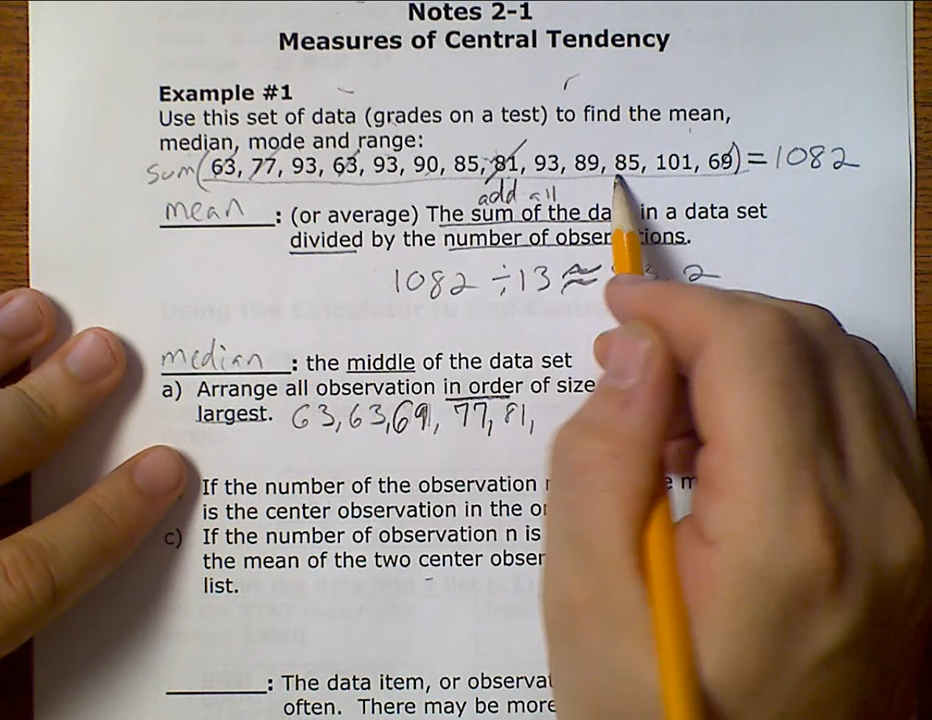 Notes 2-1
Measures of Central Tendency
Example #1
Use this set of data (grades on a test) to find the mean,
median, mode and range:
sum(63, 77, 93, 63, 93, 90, 85, 81, 93, 89, 85, 101, 69) = 1082
add all
mean : (or average) The sum of the da in a data set
divided by the number of obser tions.
1082 ÷ 13 ≈ 3.2
median : the middle of the data set
a) Arrange all observation in order of size
largest. 63, 63, 69, 77, 81,
If the number of the observation
is the center observation in the o
c) If the number of observation n is
the mean of the two center obser
list.
: The data item, or observat
often. There may be more